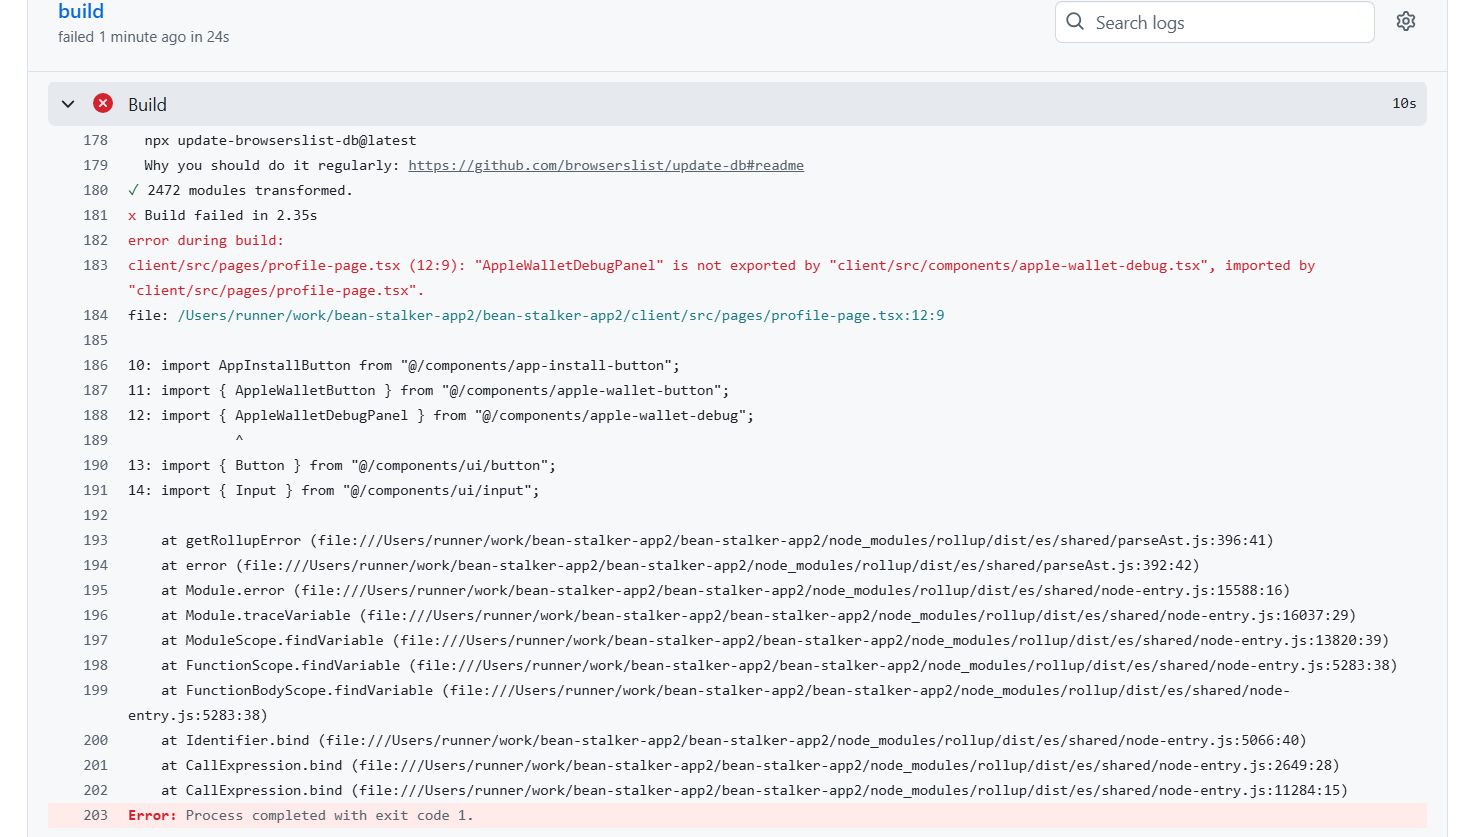 build
failed 1 minute ago in 24s
Search logs
Build
10s
178 npx update-browserslist-db@latest
179 Why you should do it regularly: https://github.com/browserslist/update-db#readme
180 ✓ 2472 modules transformed.
181 x Build failed in 2.35s
182 error during build:
183 client/src/pages/profile-page.tsx (12:9): "AppleWalletDebugPanel" is not exported by "client/src/components/apple-wallet-debug.tsx", imported by
"client/src/pages/profile-page.tsx".
184 file: /Users/runner/work/bean-stalker-app2/bean-stalker-app2/client/src/pages/profile-page.tsx:12:9
185
186 10: import AppInstallButton from "@/components/app-install-button";
187 11: import { AppleWalletButton } from "@/components/apple-wallet-button";
188 12: import { AppleWalletDebugPanel } from "@/components/apple-wallet-debug";
189 ^
190 13: import { Button } from "@/components/ui/button";
191 14: import { Input } from "@/components/ui/input";
192
193 at getRollupError (file:///Users/runner/work/bean-stalker-app2/bean-stalker-app2/node_modules/rollup/dist/es/shared/parseAst.js:396:41)
194 at error (file:///Users/runner/work/bean-stalker-app2/bean-stalker-app2/node_modules/rollup/dist/es/shared/parseAst.js:392:42)
195 at Module.error (file:///Users/runner/work/bean-stalker-app2/bean-stalker-app2/node_modules/rollup/dist/es/shared/node-entry.js:15588:16)
196 at Module.traceVariable (file:///Users/runner/work/bean-stalker-app2/bean-stalker-app2/node_modules/rollup/dist/es/shared/node-entry.js:16037:29)
197 at ModuleScope.findVariable (file:///Users/runner/work/bean-stalker-app2/bean-stalker-app2/node_modules/rollup/dist/es/shared/node-entry.js:13820:39)
198 at FunctionScope.findVariable (file:///Users/runner/work/bean-stalker-app2/bean-stalker-app2/node_modules/rollup/dist/es/shared/node-entry.js:5283:38)
199 at FunctionBodyScope.findVariable (file:///Users/runner/work/bean-stalker-app2/bean-stalker-app2/node_modules/rollup/dist/es/shared/node-
entry.js:5283:38)
200 at Identifier.bind (file:///Users/runner/work/bean-stalker-app2/bean-stalker-app2/node_modules/rollup/dist/es/shared/node-entry.js:5066:40)
201 at CallExpression.bind (file:///Users/runner/work/bean-stalker-app2/bean-stalker-app2/node_modules/rollup/dist/es/shared/node-entry.js:2649:28)
202 at CallExpression.bind (file:///Users/runner/work/bean-stalker-app2/bean-stalker-app2/node_modules/rollup/dist/es/shared/node-entry.js:11284:15)
203 Error: Process completed with exit code 1.